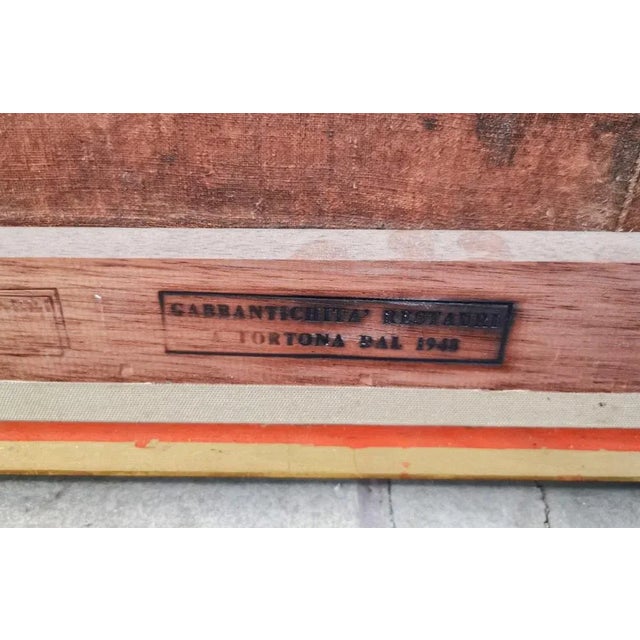 GABBANTICHITA' RESTAURI
A TORTONA DAL 1948